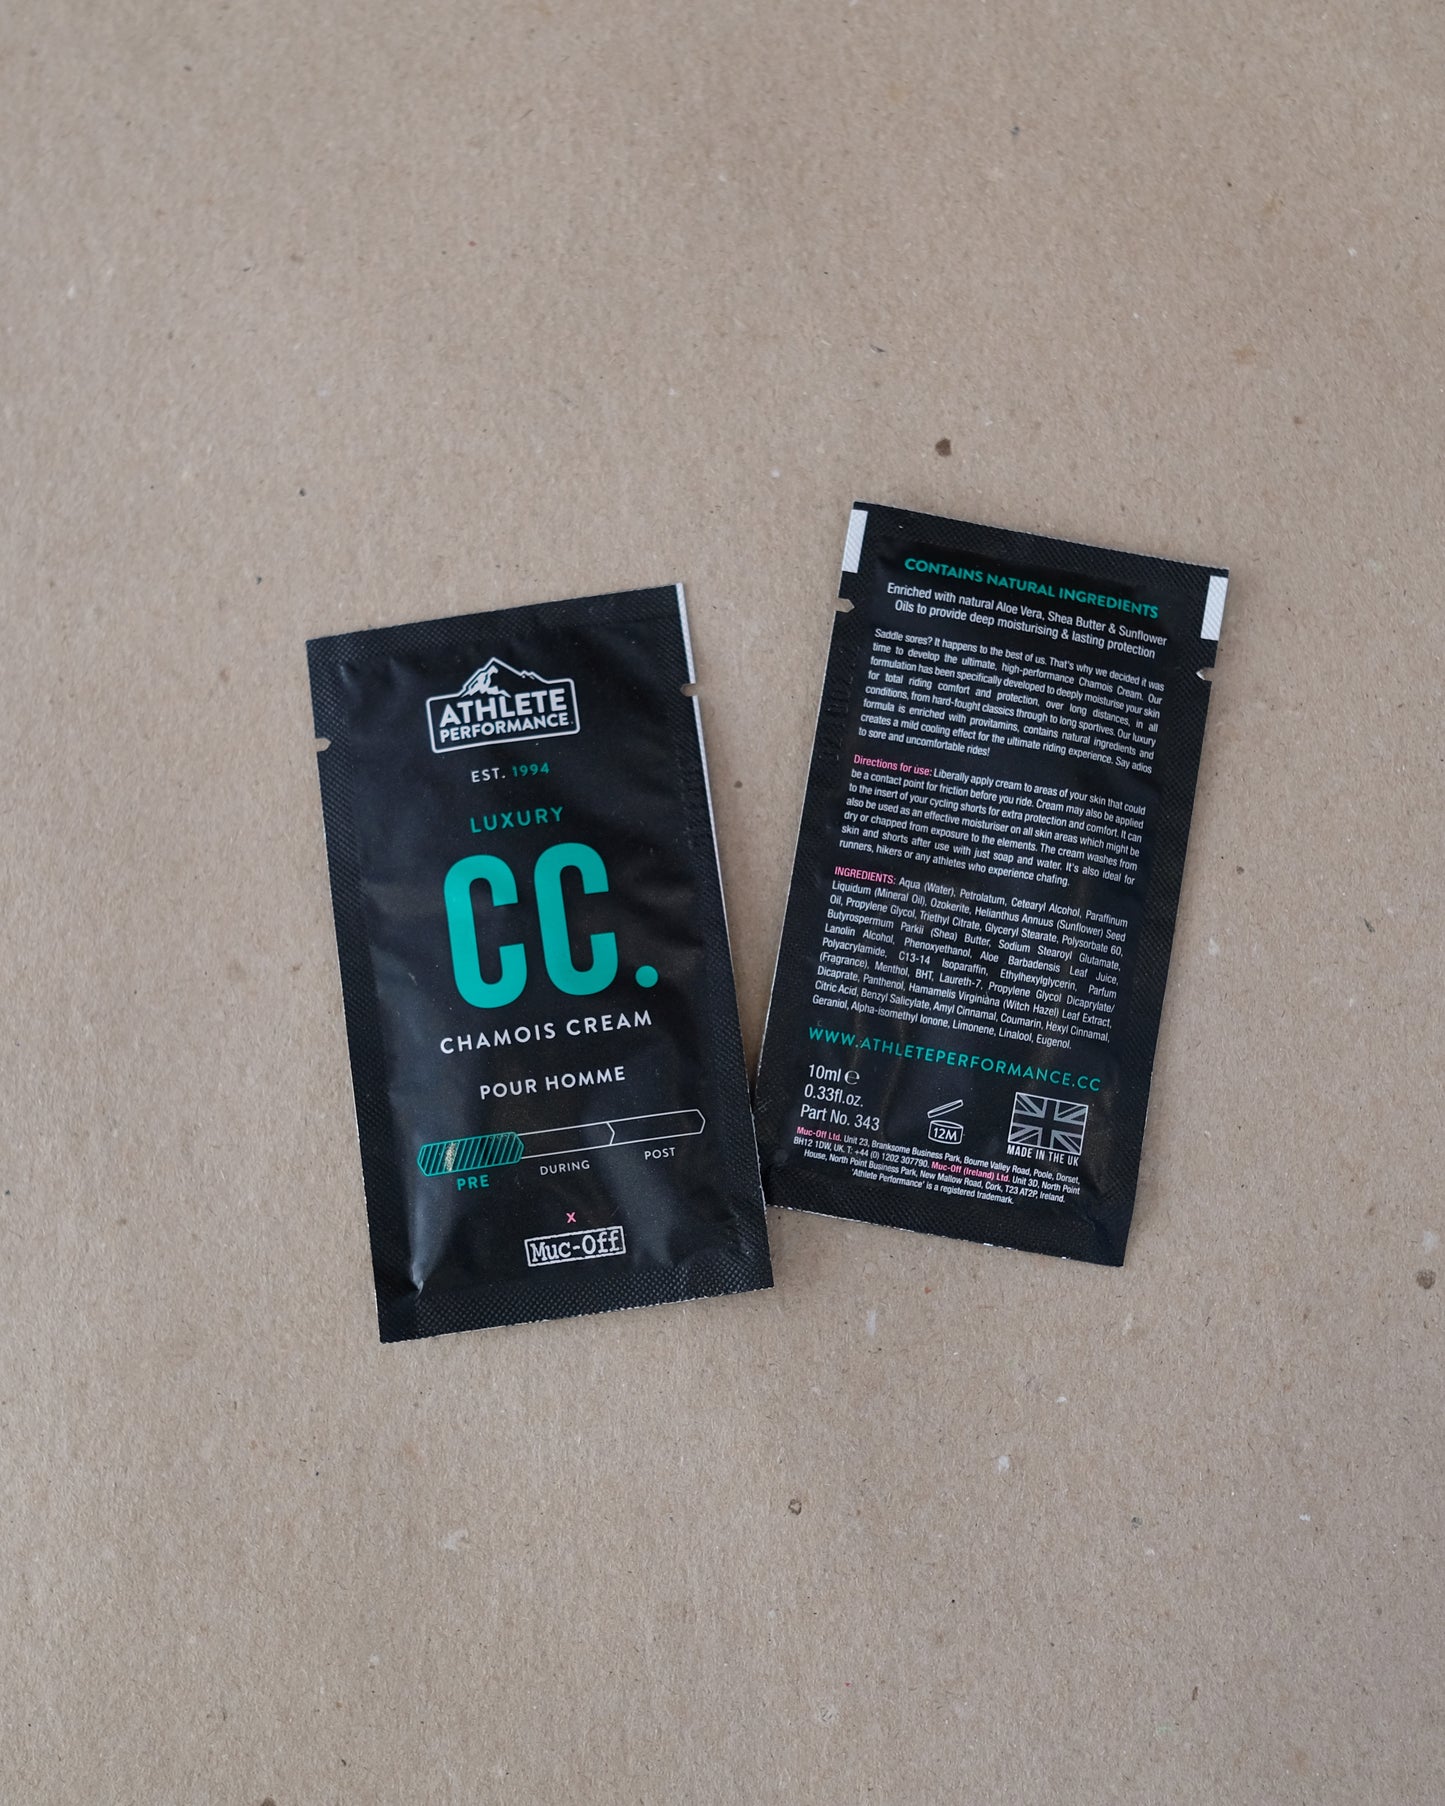 ATHLETE
PERFORMANCE.
EST. 1994
LUXURY
CC.
CHAMOIS CREAM
POUR HOMME
PRE
DURING
POST
x
Muc-Off
CONTAINS NATURAL INGREDIENTS
Enriched with natural Aloe Vera, Shea Butter & Sunflower
Oils to provide deep moisturising & lasting protection
Saddle sores? It happens to the best of us. That's why we decided it was
time to develop the ultimate, high-performance Chamois Cream. Our
formulation has been specifically developed to deeply moisturise your skin
for total riding comfort and protection, over long distances, in all
conditions, from hard-fought classics through to long sportives. Our luxury
formula is enriched with provitamins, contains natural ingredients and
creates a mild cooling effect for the ultimate riding experience. Say adios
to sore and uncomfortable rides!
Directions for use: Liberally apply cream to areas of your skin that could
be a contact point for friction before you ride. Cream may also be applied
to the insert of your cycling shorts for extra protection and comfort. It can
also be used as an effective moisturiser on all skin areas which might be
dry or chapped from exposure to the elements. The cream washes from
skin and shorts after use with just soap and water. It's also ideal for
runners, hikers or any athletes who experience chafing.
INGREDIENTS: Aqua (Water), Petrolatum, Cetearyl Alcohol, Paraffinum
Liquidum (Mineral Oil), Ozokerite, Helianthus Annuus (Sunflower) Seed
Oil, Propylene Glycol, Triethyl Citrate, Glyceryl Stearate, Polysorbate 60,
Butyrospermum Parkii (Shea) Butter, Sodium Stearoyl Glutamate,
Lanolin Alcohol, Phenoxyethanol, Aloe Barbadensis Leaf Juice,
Polyacrylamide, C13-14 Isoparaffin, Ethylhexylglycerin, Parfum
(Fragrance), Menthol, BHT, Laureth-7, Propylene Glycol Dicaprylate/
Dicaprate, Panthenol, Hamamelis Virginiana (Witch Hazel) Leaf Extract,
Citric Acid, Benzyl Salicylate, Amyl Cinnamal, Coumarin, Hexyl Cinnamal,
Geraniol, Alpha-isomethyl Ionone, Limonene, Linalool, Eugenol.
WWW.ATHLETEPERFORMANCE.CC
10ml ℮
0.33fl.oz.
Part No. 343
12M
MADE IN THE UK
Muc-Off Ltd. Unit 23, Branksome Business Park, Bourne Valley Road, Poole, Dorset,
BH12 1DW, UK. T: +44 (0) 1202 307790. Muc-Off (Ireland) Ltd. Unit 3D, North Point
House, North Point Business Park, New Mallow Road, Cork, T23 AT2P, Ireland.
'Athlete Performance' is a registered trademark.